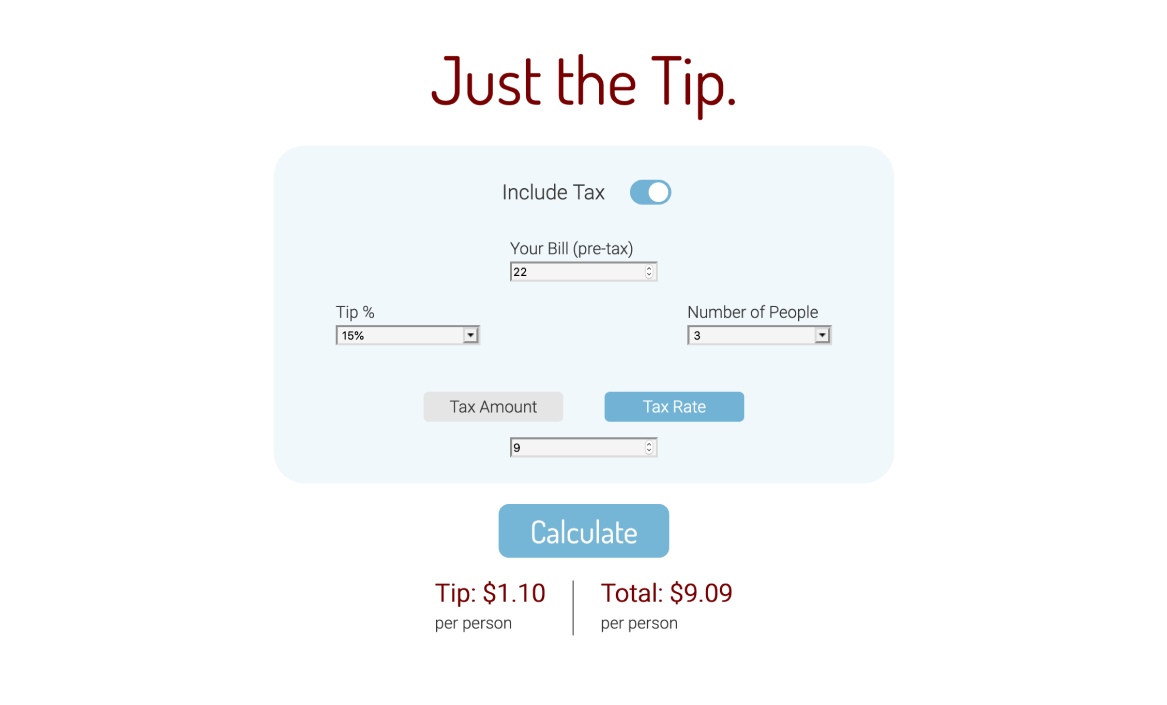 Just the Tip.
Include Tax
Your Bill (pre-tax)
22
Tip %
Number of People
15%
3
Tax Amount
Tax Rate
9
Calculate
Tip: $1.10
per person
Total: $9.09
per person